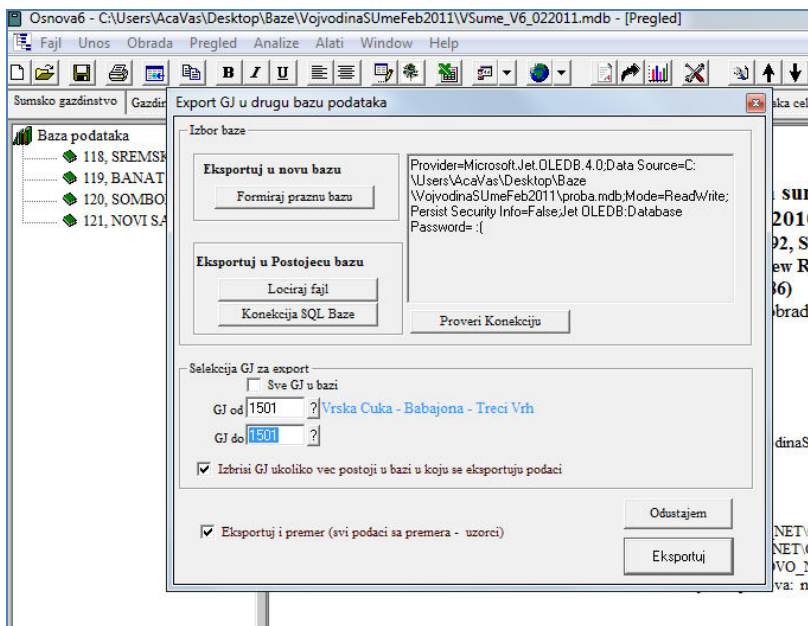 Osnova6 - C:\Users\AcaVas\Desktop\Baze\VojvodinaSUmeFeb2011\VSume_V6_022011.mdb - [Pregled]
Fajl Unos Obrada Pregled Analize Alati Window Help
B I U
Sumsko gazdinstvo
Baza podataka
118, SREMSK
119, BANAT
120, SOMBO
121, NOVI SA
Export GJ u drugu bazu podataka
Izbor baze
Eksportuj u novu bazu
Formiraj praznu bazu
Eksportuj u Postojecu bazu
Lociraj fajl
Konekcija SQL Baze
Provider=Microsoft.Jet.OLEDB.4.0;Data Source=C:
\Users\AcaVas\Desktop\Baze
\VojvodinaSUmeFeb2011\proba.mdb;Mode=ReadWrite;
Persist Security Info=False;Jet OLEDB:Database
Password= :(
Proveri Konekciju
Selekcija GJ za export
Sve GJ u bazi
GJ od 1501 ? Vrska Cuka - Babajona - Treci Vrh
GJ do 1501 ?
Izbrisi GJ ukoliko vec postoji u bazi u koju se eksportuju podaci
Eksportuj i premer (svi podaci sa premera - uzorci)
Odustajem
Eksportuj